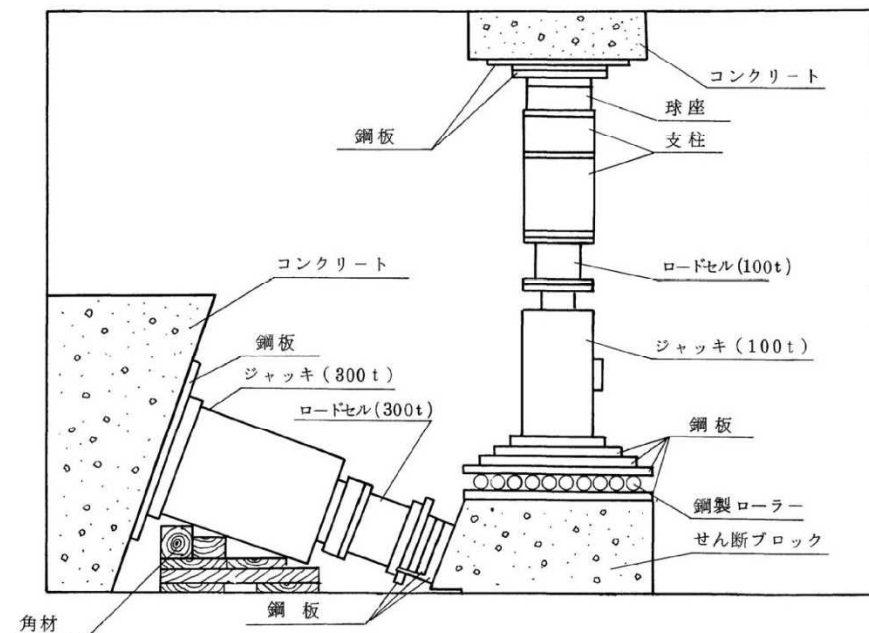 コンクリート
球座
鋼板
支柱
コンクリート
ロードセル(100t)
鋼板
ジャッキ(100t)
ジャッキ(300t)
ロードセル(300t)
鋼板
鋼製ローラー
せん断ブロック
鋼板
角材